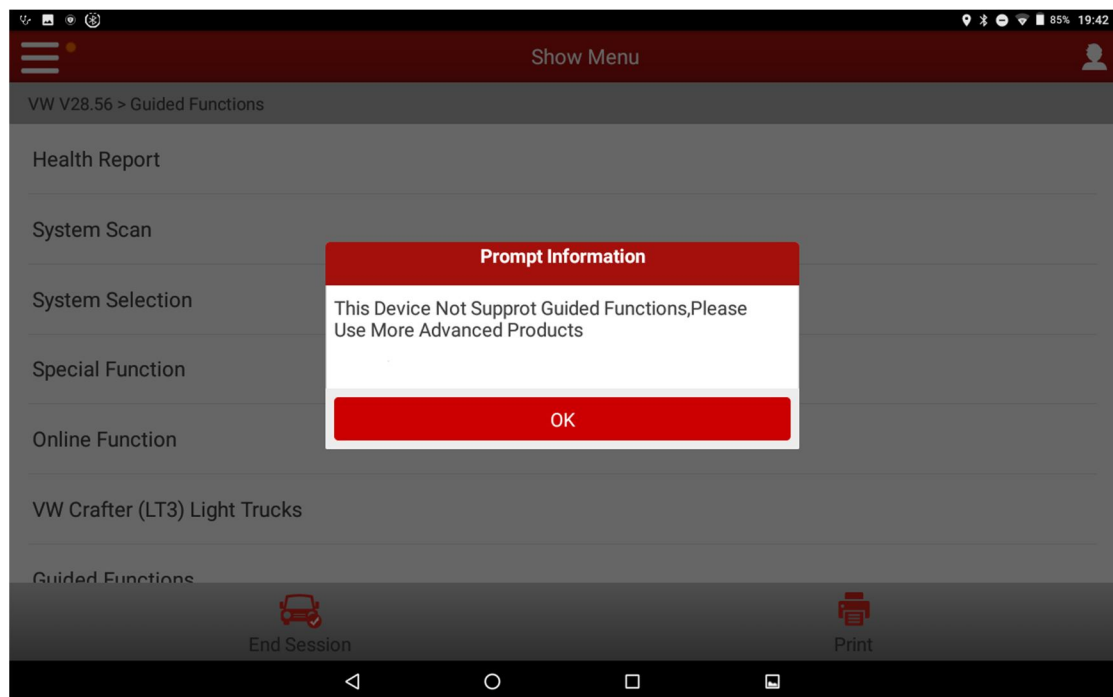 85% 19:42
Show Menu
VW V28.56 > Guided Functions
Health Report
System Scan
System Selection
Special Function
Online Function
VW Crafter (LT3) Light Trucks
Guided Functions
Prompt Information
This Device Not Supprot Guided Functions,Please
Use More Advanced Products
OK
End Session
Print